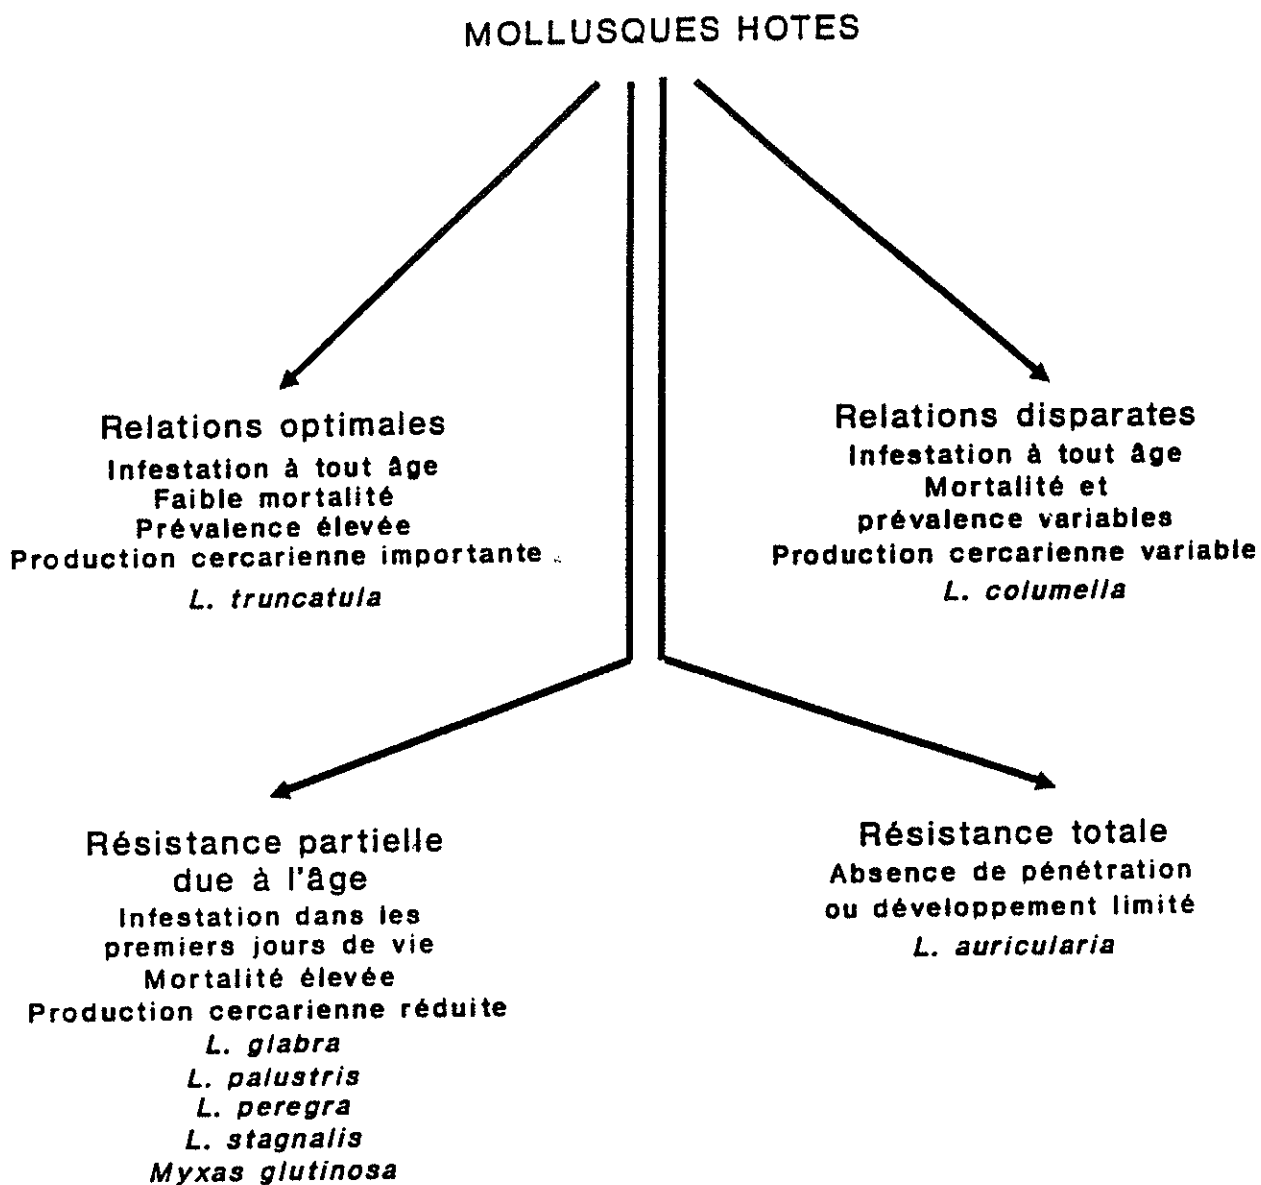 MOLLUSQUES HOTES
Relations optimales
Infestation à tout âge
Faible mortalité
Prévalence élevée
Production cercarienne importante
L. truncatula
Relations disparates
Infestation à tout âge
Mortalité et
prévalence variables
Production cercarienne variable
L. columella
Résistance partielle
due à l'âge
Infestation dans les
premiers jours de vie
Mortalité élevée
Production cercarienne réduite
L. glabra
L. palustris
L. peregra
L. stagnalis
Myxas glutinosa
Résistance totale
Absence de pénétration
ou développement limité
L. auricularia